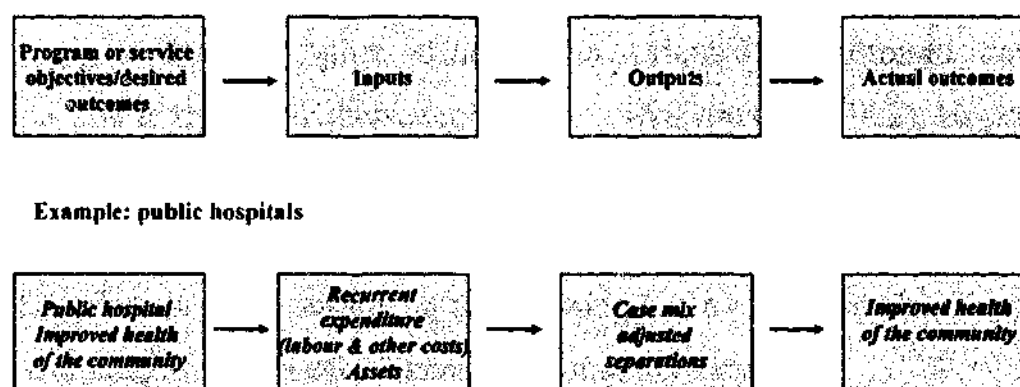 Program or service
objectives/desired
outcomes
Inputs
Outputs
Actual outcomes
Example: public hospitals
Public hospital
Improved health
of the community
Recurrent
expenditure
(labour & other costs)
Assets
Case mix
adjusted
separations
Improved health
of the community